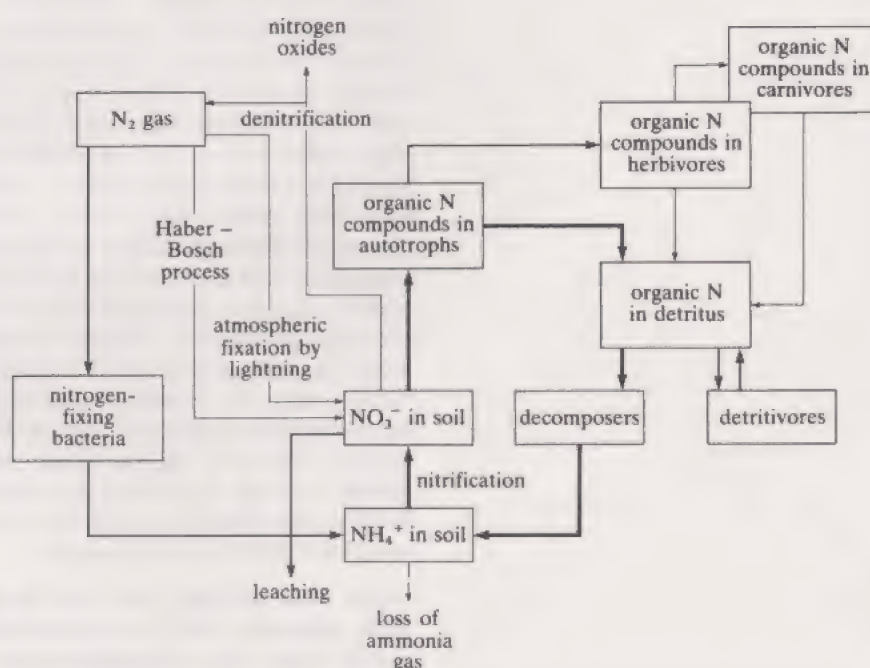 nitrogen
oxides
organic N
compounds in
carnivores
N₂ gas
denitrification
organic N
compounds in
herbivores
organic N
compounds in
autotrophs
Haber –
Bosch
process
organic N
in detritus
atmospheric
fixation by
lightning
nitrogen-
fixing
bacteria
NO₃⁻ in soil
decomposers
detritivores
nitrification
NH₄⁺ in soil
leaching
loss of
ammonia
gas